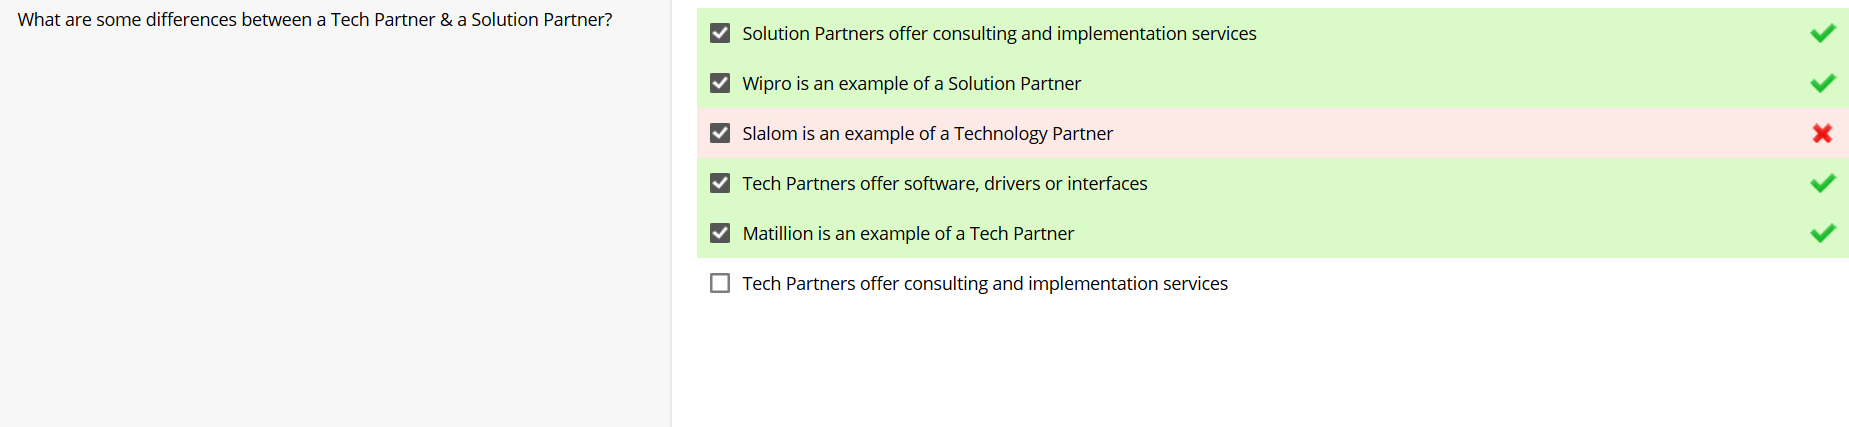 What are some differences between a Tech Partner & a Solution Partner?
Solution Partners offer consulting and implementation services
Wipro is an example of a Solution Partner
Slalom is an example of a Technology Partner
Tech Partners offer software, drivers or interfaces
Matillion is an example of a Tech Partner
Tech Partners offer consulting and implementation services